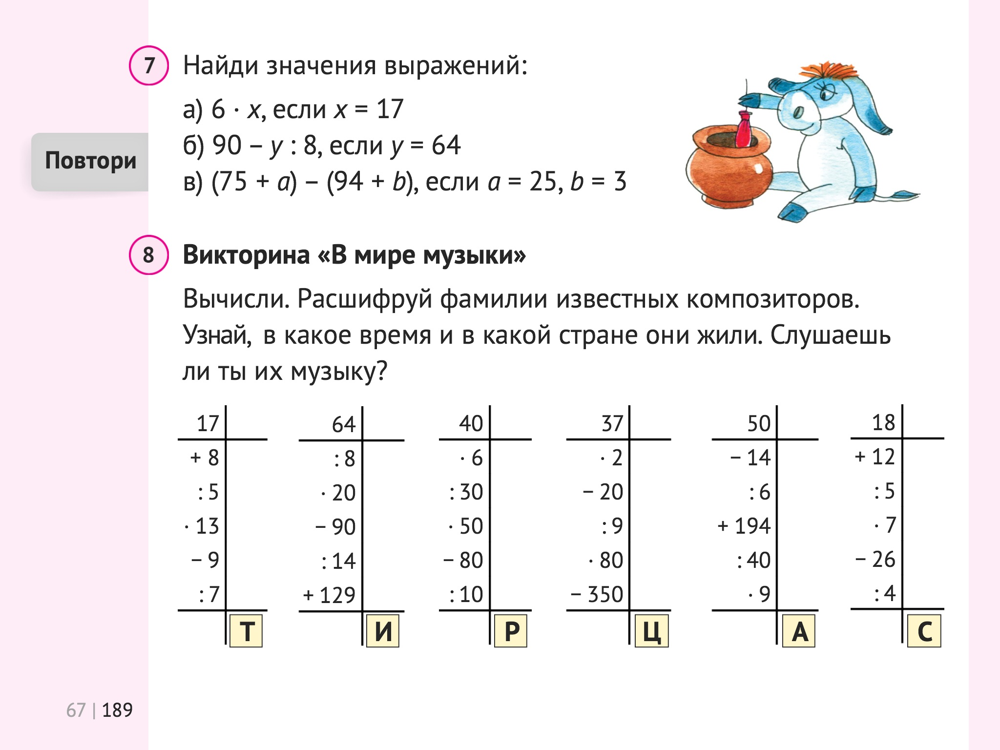 7 Найди значения выражений:
а) 6 · x, если x = 17
б) 90 – y : 8, если y = 64
в) (75 + a) – (94 + b), если a = 25, b = 3
Повтори
8 Викторина «В мире музыки»
Вычисли. Расшифруй фамилии известных композиторов.
Узнай, в какое время и в какой стране они жили. Слушаешь
ли ты их музыку?
17 64 40 37 50 18
+ 8 : 8 · 6 · 2 – 14 + 12
: 5 · 20 : 30 – 20 : 6 : 5
· 13 – 90 · 50 : 9 + 194 · 7
– 9 : 14 – 80 · 80 : 40 – 26
: 7 + 129 : 10 – 350 · 9 : 4
Т И Р Ц А С
67 | 189